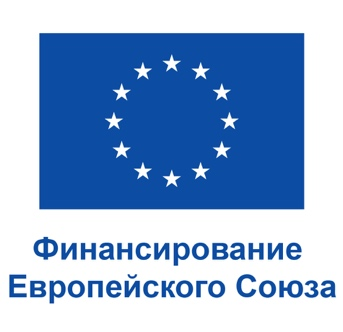 Финансирование
Европейского Союза